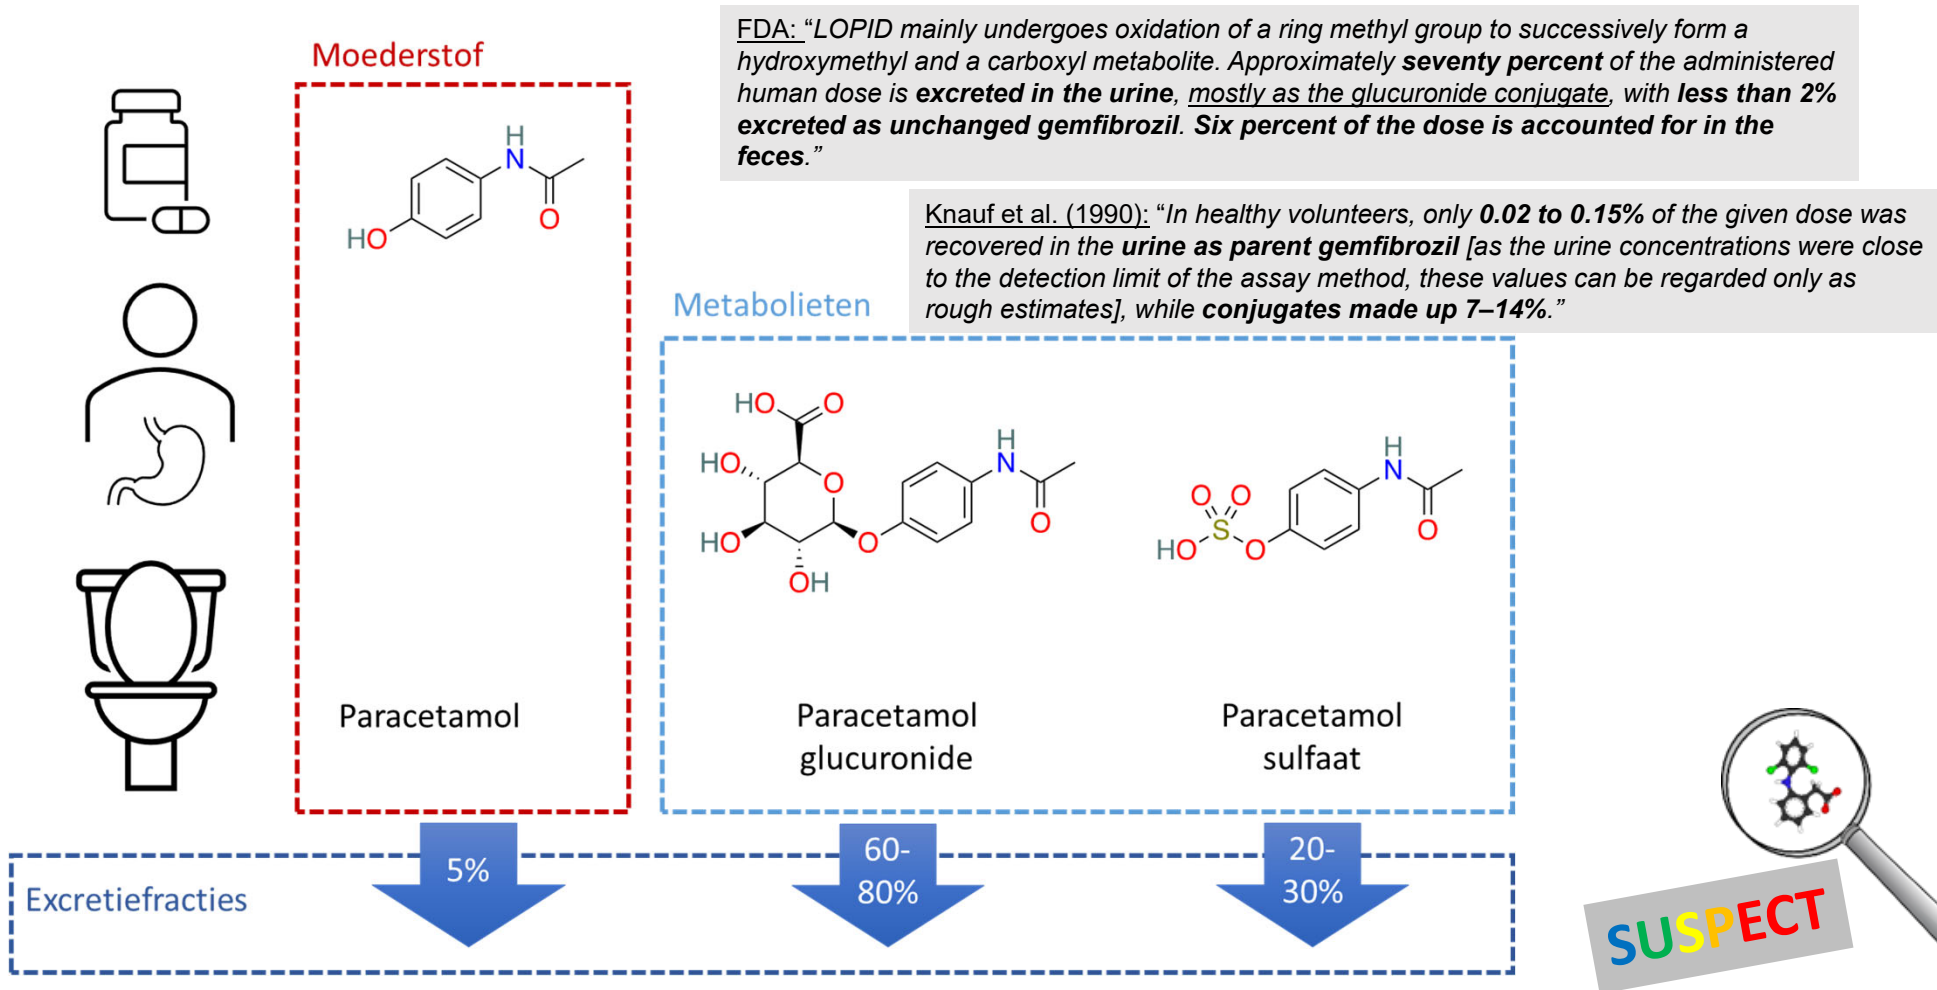 FDA: “LOPID mainly undergoes oxidation of a ring methyl group to successively form a
hydroxymethyl and a carboxyl metabolite. Approximately seventy percent of the administered
human dose is excreted in the urine, mostly as the glucuronide conjugate, with less than 2%
excreted as unchanged gemfibrozil. Six percent of the dose is accounted for in the
feces.”
Knauf et al. (1990): “In healthy volunteers, only 0.02 to 0.15% of the given dose was
recovered in the urine as parent gemfibrozil [as the urine concentrations were close
to the detection limit of the assay method, these values can be regarded only as
rough estimates], while conjugates made up 7–14%.”
Moederstof
H
N
O
HO
Paracetamol
Metabolieten
HO
O
HO
O
HO
OH
O
H
N
O
Paracetamol
glucuronide
O
O
S
HO
O
H
N
O
Paracetamol
sulfaat
Excretiefracties
5%
60-
80%
20-
30%
SUSPECT